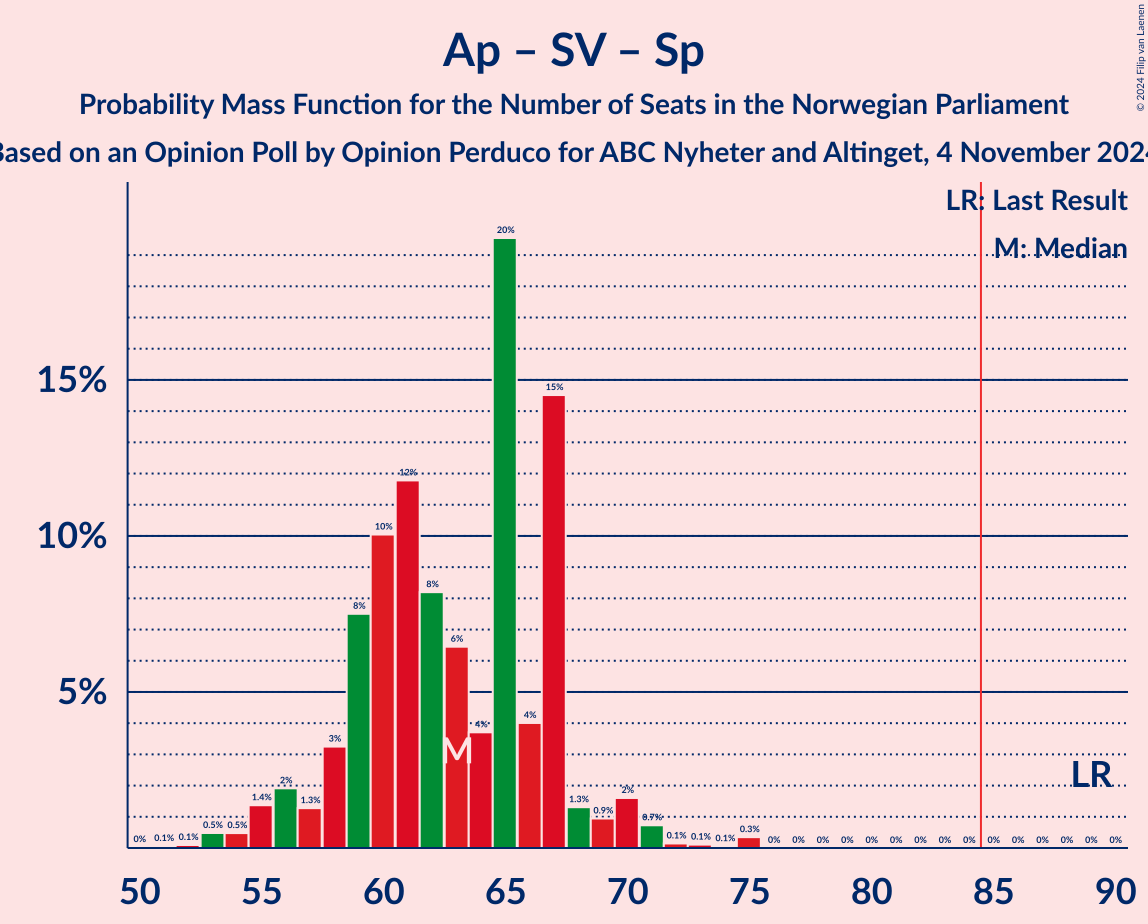 © 2024 Filip van Laenen
Ap – SV – Sp
Probability Mass Function for the Number of Seats in the Norwegian Parliament
Based on an Opinion Poll by Opinion Perduco for ABC Nyheter and Altinget, 4 November 2024
LR: Last Result
M: Median
20%
15%
15%
12%
10%
10%
8%
8%
6%
5%
4%
4%
M
3%
LR
2%
2%
1.4%
1.3%
1.3%
0.9%
0.7%
0% 0.1% 0.1% 0.5% 0.5% 0.1% 0.1% 0.1% 0.3% 0% 0% 0% 0% 0% 0% 0% 0% 0% 0% 0% 0% 0% 0% 0%
50 55 60 65 70 75 80 85 90